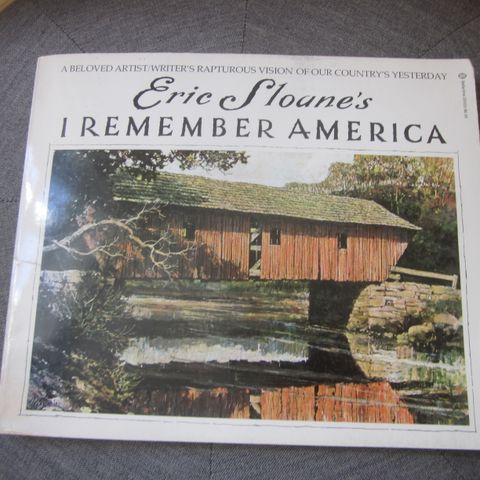 A BELOVED ARTIST/WRITER'S RAPTUROUS VISION OF OUR COUNTRY'S YESTERDAY
Eric Sloane's
I REMEMBER AMERICA